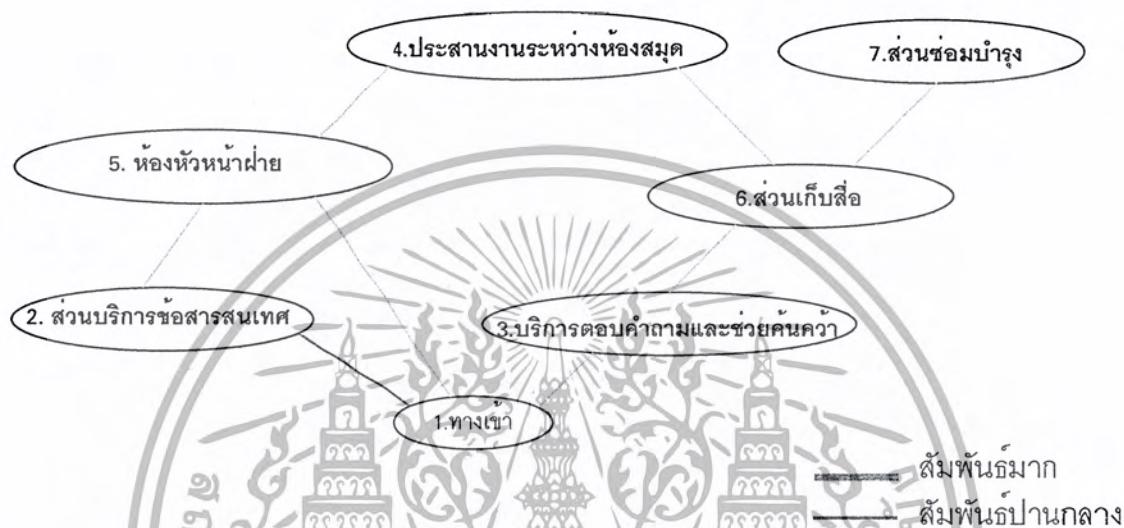 4.ประสานงานระหว่างห้องสมุด
7.ส่วนซ่อมบำรุง
5. ห้องหัวหน้าฝ่าย
6.ส่วนเก็บสื่อ
2. ส่วนบริการข้อสารสนเทศ
3.บริการตอบคำถามและช่วยค้นคว้า
1.ทางเข้า
สัมพันธ์มาก
สัมพันธ์ปานกลาง